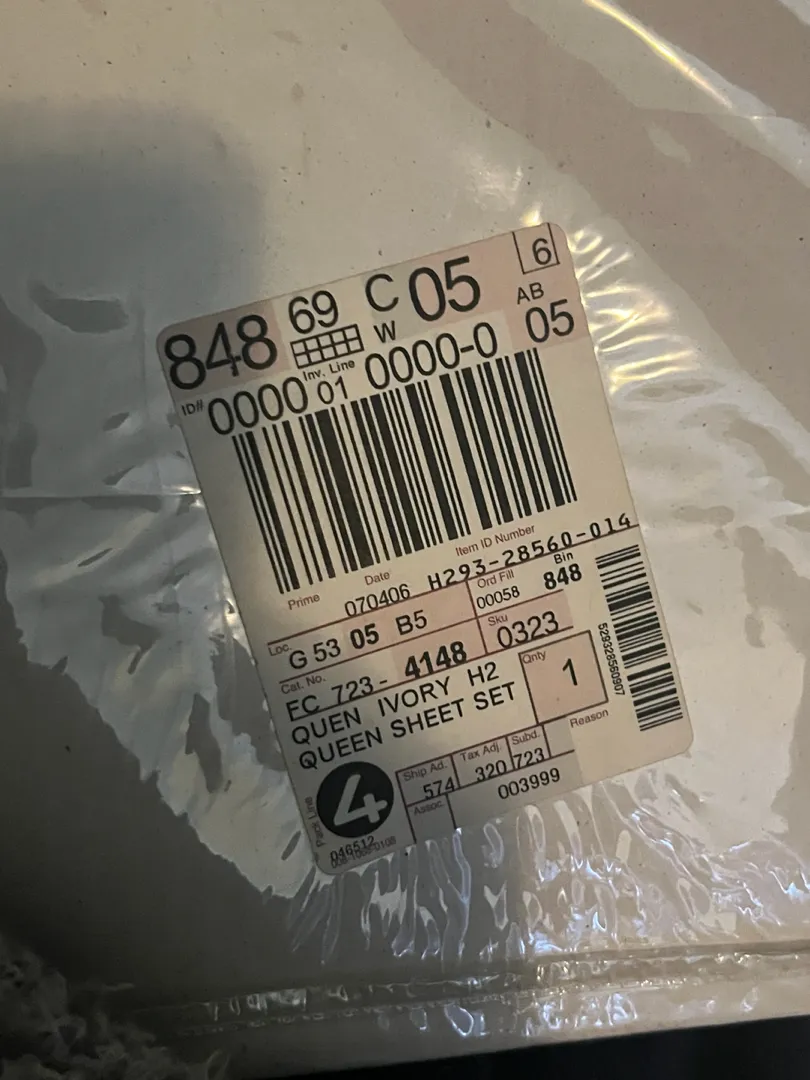 848 69 C 05 6
W AB
Inv. Line
ID# 0000 01 0000-0 05
Prime Date Item ID Number
070406 H293-28560-014
Loc. Ord Fill Bin
G 53 05 B5 00058 848
Cat. No. Sku
FC 723- 4148 0323
QUEN IVORY H2 Qnty
QUEEN SHEET SET 1
529328560907
Ship Ad. Tax Adj. Subd. Reason
574 320 723
Assoc. 003999
4
Pack Line
046512